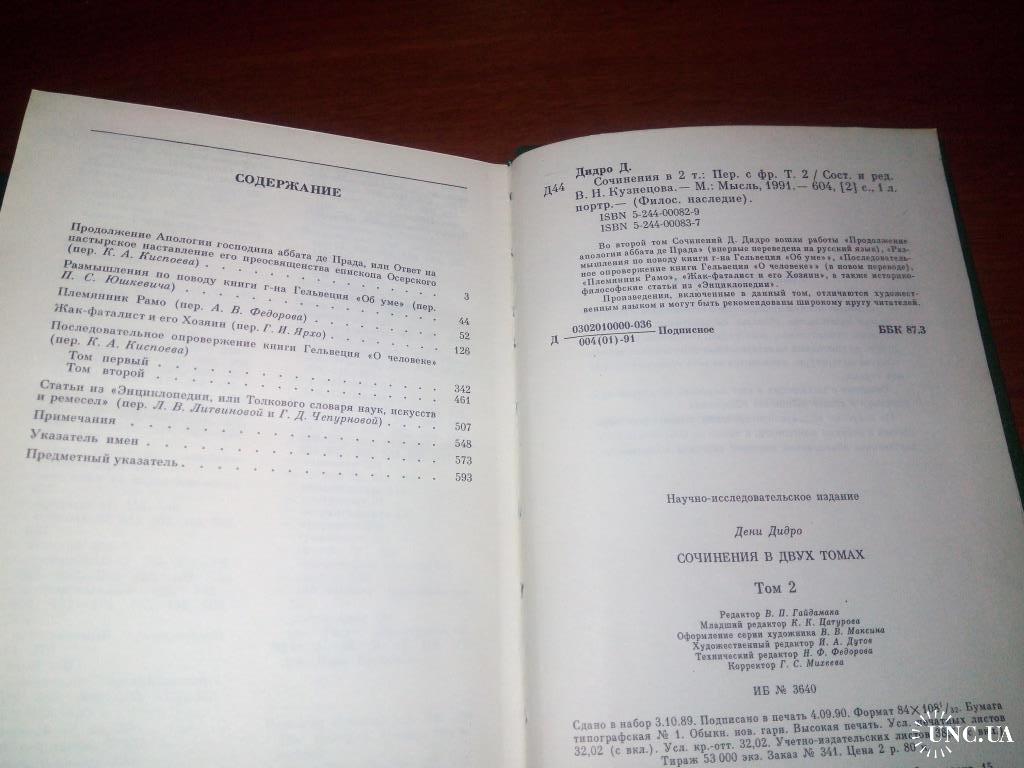 СОДЕРЖАНИЕ
Продолжение Апологии господина аббата де Прада, или Ответ на
пастырское наставление его преосвященства епископа Осерского
(пер. К. А. Киспоева) . . . . . . . . . . . . . 3
Размышления по поводу книги г-на Гельвеция «Об уме» (пер.
П. С. Юшкевича) . . . . . . . . . . . . . 44
Племянник Рамо (пер. А. В. Федорова) . . . . . . . 52
Жак-фаталист и его Хозяин (пер. Г. И. Ярхо) . . . . . . 126
Последовательное опровержение книги Гельвеция «О человеке»
(пер. К. А. Киспоева)
Том первый . . . . . . . . . . . . . 342
Том второй . . . . . . . . . . . . . 461
Статьи из «Энциклопедии, или Толкового словаря наук, искусств
и ремесел» (пер. Л. В. Литвиновой и Г. Д. Чепурновой) . . . 507
Примечания . . . . . . . . . . . . . 548
Указатель имен . . . . . . . . . . . . . 573
Предметный указатель . . . . . . . . . . . . . 593
Дидро Д.
Д44 Сочинения в 2 т.: Пер. с фр. Т. 2 / Сост. и ред.
В. Н. Кузнецова.— М.: Мысль, 1991.— 604, [2] с., 1 л.
портр.— (Филос. наследие).
ISBN 5-244-00082-9
ISBN 5-244-00083-7
Во второй том Сочинений Д. Дидро вошли работы «Продолжение
апологии аббата де Прада» (впервые переведена на русский язык), «Раз-
мышления по поводу книги г-на Гельвеция «Об уме», «Последователь-
ное опровержение книги Гельвеция «О человеке»» (в новом переводе),
«Племянник Рамо», «Жак-фаталист и его Хозяин», а также историко-
философские статьи из «Энциклопедии».
Произведения, включенные в данный том, отличаются художест-
венным языком и могут быть рекомендованы широкому кругу читателей.
Д 0302010000-036 Подписное ББК 87.3
004(01)-91
Научно-исследовательское издание
Дени Дидро
СОЧИНЕНИЯ В ДВУХ ТОМАХ
Том 2
Редактор В. П. Гайдамака
Младший редактор К. К. Цатурова
Оформление серии художника В. В. Максина
Художественный редактор И. А. Дутов
Технический редактор Н. Ф. Федорова
Корректор Г. С. Михеева
ИБ № 3640
Сдано в набор 3.10.89. Подписано в печать 4.09.90. Формат 84×108¹/₃₂. Бумага
типографская № 1. Обыкн. нов. гарн. Высокая печать. Усл. печатных листов
32,02 (с вкл.). Усл. кр.-отт. 32,02. Учетно-издательских
Тираж 53 000 экз. Заказ № 341. Цена 2 р. 80
UNC.UA